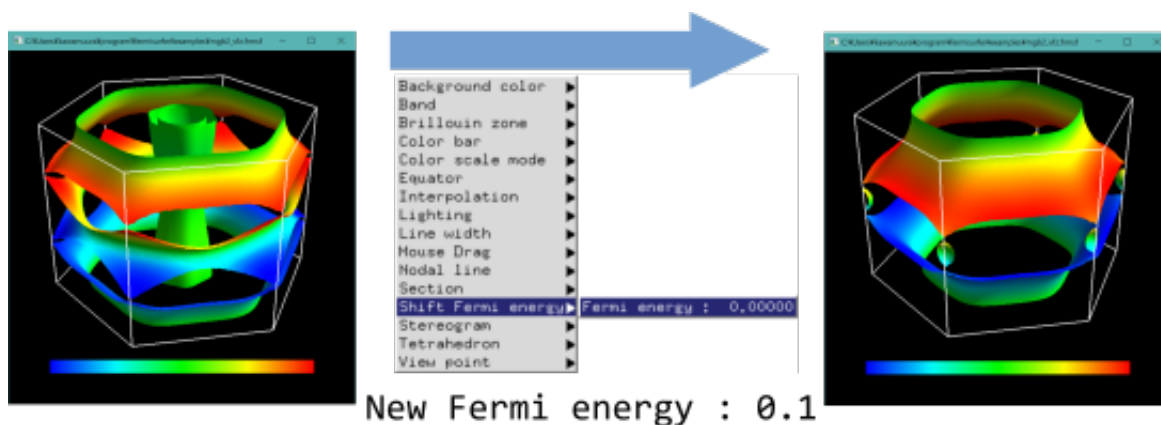 Background color
Band
Brillouin zone
Color bar
Color scale mode
Equator
Interpolation
Lighting
Line width
Mouse Drag
Nodal line
Section
Shift Fermi energy Fermi energy : 0.00000
Stereogram
Tetrahedron
View point
New Fermi energy : 0.1